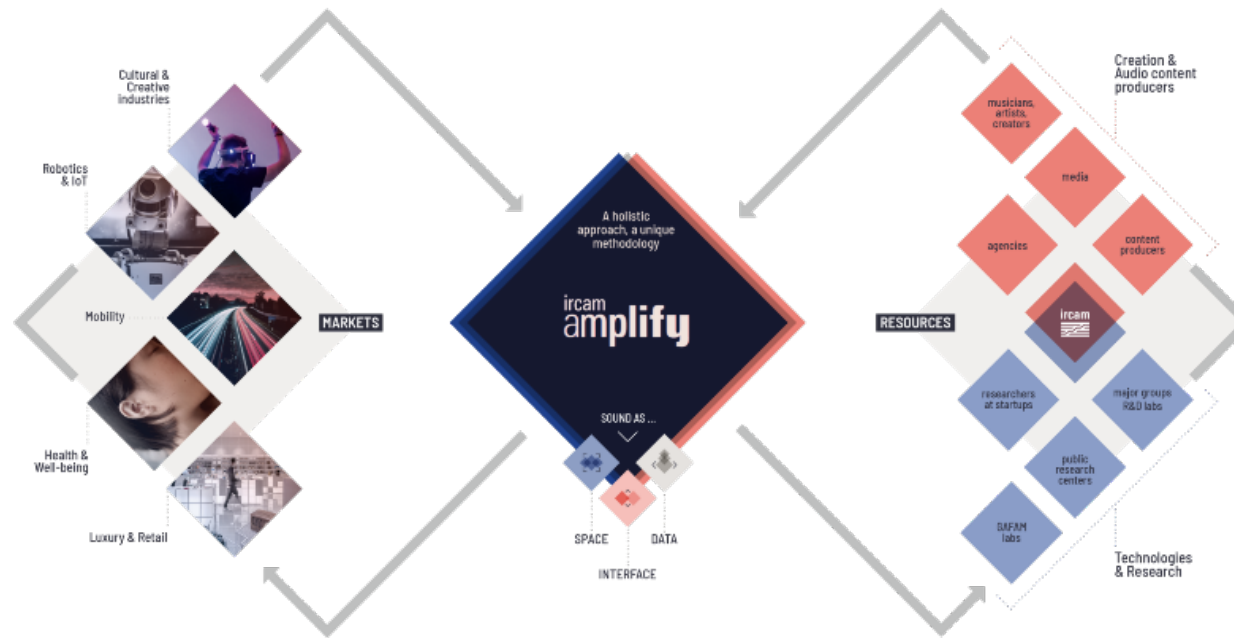 Cultural &
Creative
industries
Robotics
& IoT
Mobility
Health &
Well-being
Luxury & Retail
MARKETS
A holistic
approach, a unique
methodology
ircam
amplify
SOUND AS ...
SPACE
DATA
INTERFACE
RESOURCES
Creation &
Audio content
producers
musicians,
artists,
creators
media
agencies
content
producers
ircam
researchers
at startups
major groups
R&D labs
public
research
centers
GAFAM
labs
Technologies
& Research